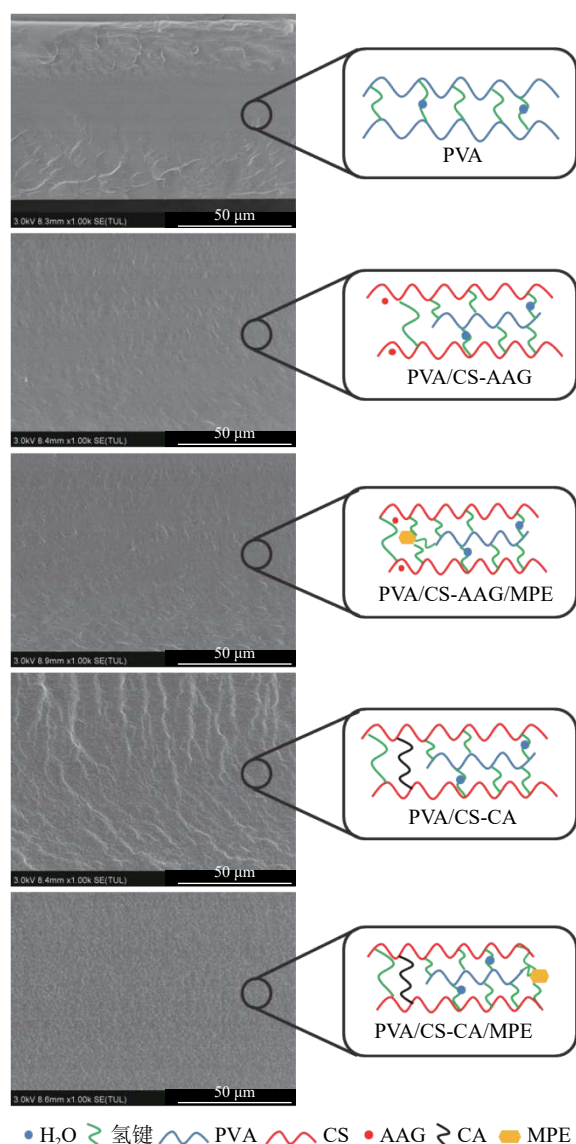 50 μm
3.0kV 8.3mm x1.00k SE(TUL)
PVA
50 μm
3.0kV 8.4mm x1.00k SE(TUL)
PVA/CS-AAG
50 μm
3.0kV 8.9mm x1.00k SE(TUL)
PVA/CS-AAG/MPE
50 μm
3.0kV 8.4mm x1.00k SE(TUL)
PVA/CS-CA
50 μm
3.0kV 8.6mm x1.00k SE(TUL)
PVA/CS-CA/MPE
H₂O 氢键 PVA CS AAG CA MPE